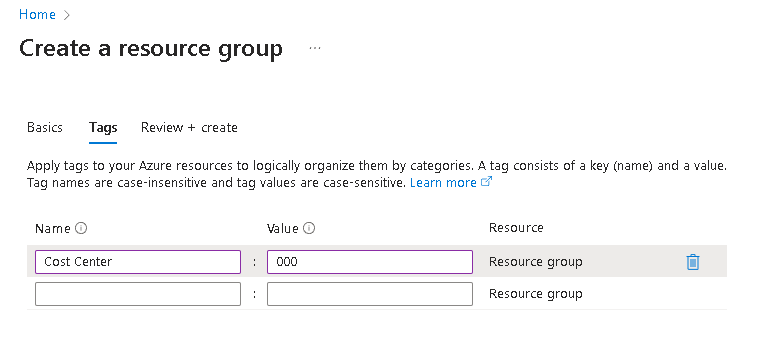 Home >
Create a resource group ...
Basics Tags Review + create
Apply tags to your Azure resources to logically organize them by categories. A tag consists of a key (name) and a value.
Tag names are case-insensitive and tag values are case-sensitive. Learn more
Name Value Resource
Cost Center : 000 Resource group
: Resource group